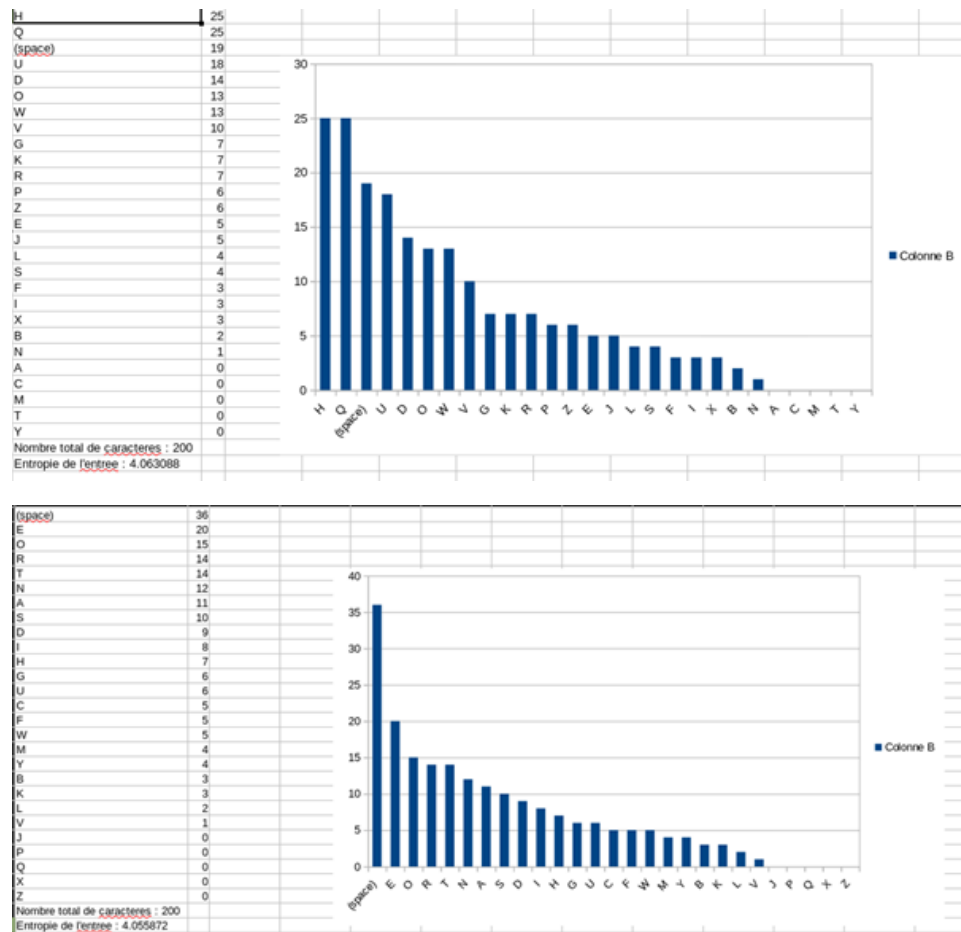 H 25
Q 25
(space) 19
U 18
D 14
O 13
W 13
V 10
G 7
K 7
R 7
P 6
Z 6
E 5
J 5
L 4
S 4
F 3
I 3
X 3
B 2
N 1
A 0
C 0
M 0
T 0
Y 0
Nombre total de caracteres : 200
Entropie de l'entree : 4.063088
30
25
20
15
10
5
0
H Q (space) U D O W V G K R P Z E J L S F I X B N A C M T Y
Colonne B
(space) 36
E 20
O 15
R 14
T 14
N 12
A 11
S 10
D 9
I 8
H 7
G 6
U 6
C 5
F 5
W 5
M 4
Y 4
B 3
K 3
L 2
V 1
J 0
P 0
Q 0
X 0
Z 0
Nombre total de caracteres : 200
Entropie de l'entree : 4.055872
40
35
30
25
20
15
10
5
0
(space) E O R T N A S D I H G U C F W M Y B K L V J P Q X Z
Colonne B